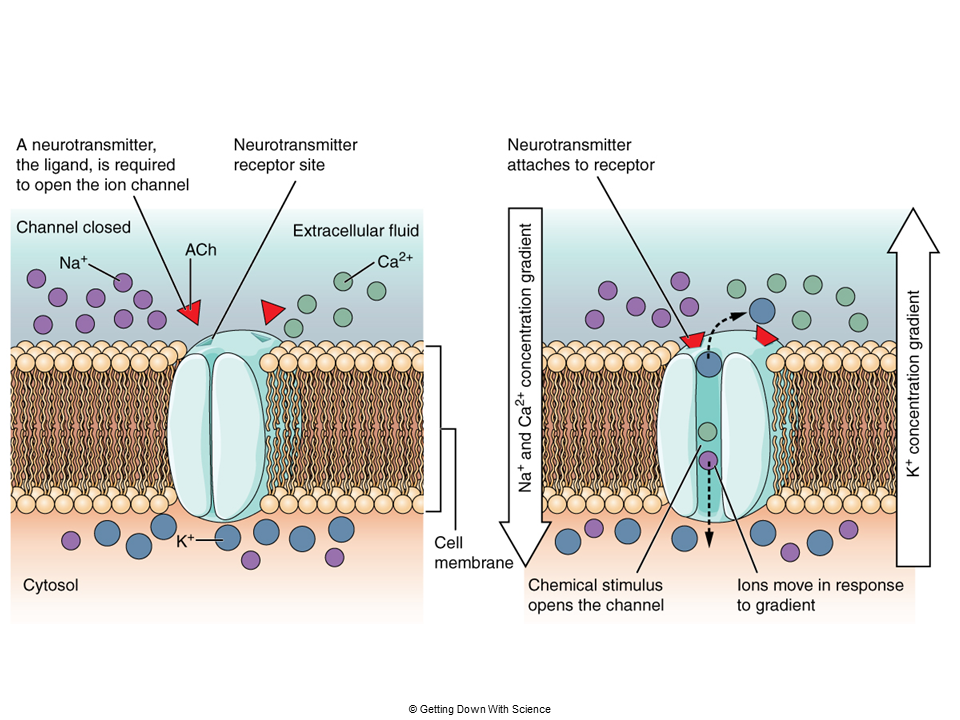 A neurotransmitter,
the ligand, is required
to open the ion channel
Neurotransmitter
receptor site
Channel closed
Extracellular fluid
ACh
Na⁺
Ca²⁺
K⁺
Cytosol
Cell
membrane
Neurotransmitter
attaches to receptor
Na⁺ and Ca²⁺ concentration gradient
K⁺ concentration gradient
Chemical stimulus
opens the channel
Ions move in response
to gradient
© Getting Down With Science